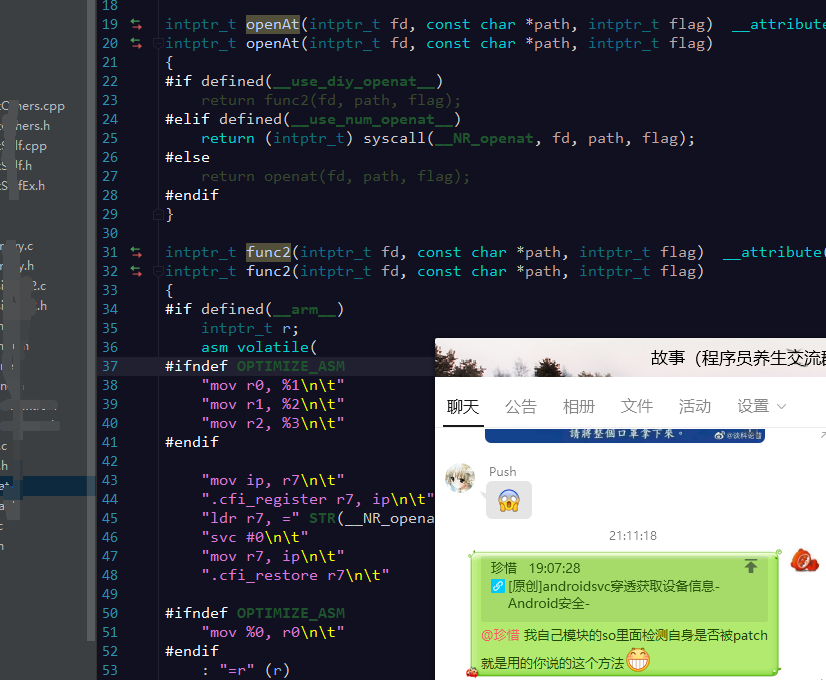 18
19 intptr_t openAt(intptr_t fd, const char *path, intptr_t flag) __attribute
20 intptr_t openAt(intptr_t fd, const char *path, intptr_t flag)
21 {
22 #if defined(__use_diy_openat__)
23 return func2(fd, path, flag);
24 #elif defined(__use_num_openat__)
25 return (intptr_t) syscall(__NR_openat, fd, path, flag);
26 #else
27 return openat(fd, path, flag);
28 #endif
29 }
30
31 intptr_t func2(intptr_t fd, const char *path, intptr_t flag) __attribute(
32 intptr_t func2(intptr_t fd, const char *path, intptr_t flag)
33 {
34 #if defined(__arm__)
35 intptr_t r;
36 asm volatile(
37 #ifndef OPTIMIZE_ASM
38 "mov r0, %1\n\t"
39 "mov r1, %2\n\t"
40 "mov r2, %3\n\t"
41 #endif
42
43 "mov ip, r7\n\t"
44 ".cfi_register r7, ip\n\t"
45 "ldr r7, =" STR(__NR_opena
46 "svc #0\n\t"
47 "mov r7, ip\n\t"
48 ".cfi_restore r7\n\t"
49
50 #ifndef OPTIMIZE_ASM
51 "mov %0, r0\n\t"
52 #endif
53 : "=r" (r)
故事（程序员养生交流群
聊天 公告 相册 文件 活动 设置
請將整個口罩拿下來。
Push
21:11:18
珍惜 19:07:28
[原创]androidsvc穿透获取设备信息-
Android安全-
@珍惜 我自己模块的so里面检测自身是否被patch
就是用的你说的这个方法